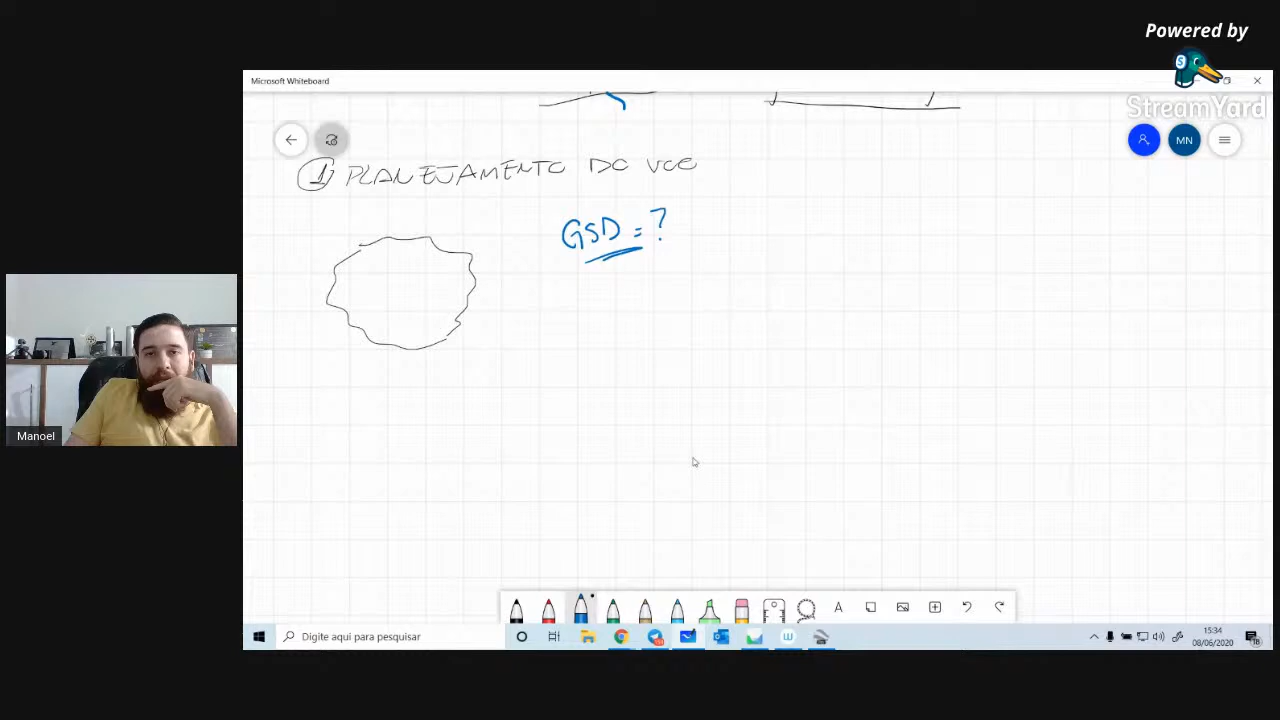 Powered by
StreamYard
Microsoft Whiteboard
MN
1 PLANEJAMENTO DO VOO
GSD = ?
Manoel
A
Digite aqui para pesquisar
15:34
08/06/2020
18